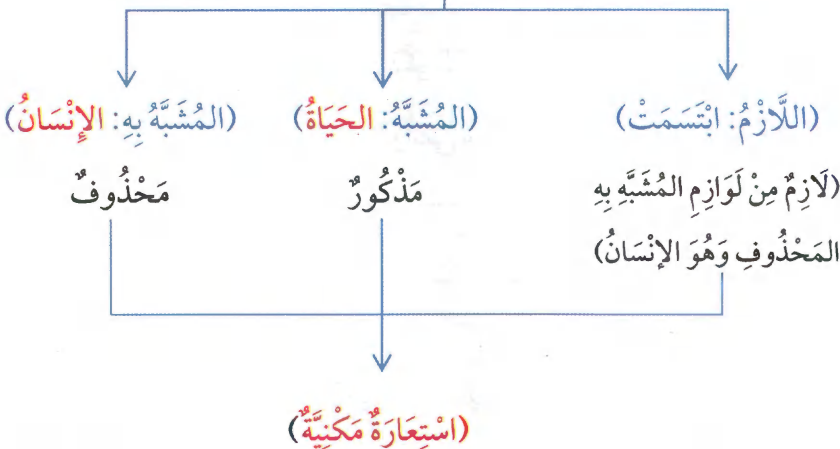 (اللَّازْمُ: ابْتَسَمَتْ)
(لَازِمٌ مِنْ لَوَازِمِ المُشَبَّهِ بِهِ
المَحْذُوفِ وَهُوَ الإنْسَانُ)
(المُشَبَّهُ: الحَيَاةُ)
مَذْكُورٌ
(المُشَبَّهُ بِهِ: الإِنْسَانُ)
مَحْذُوفٌ
(اسْتِعَارَةٌ مَكْنِيَّةٌ)